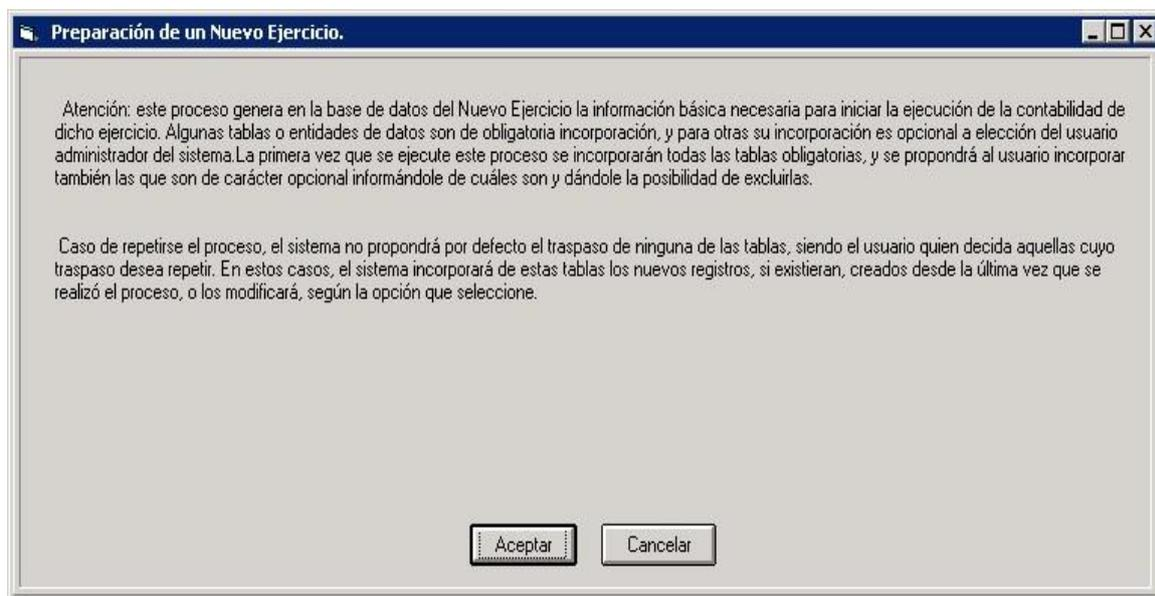 Preparación de un Nuevo Ejercicio.
Atención: este proceso genera en la base de datos del Nuevo Ejercicio la información básica necesaria para iniciar la ejecución de la contabilidad de
dicho ejercicio. Algunas tablas o entidades de datos son de obligatoria incorporación, y para otras su incorporación es opcional a elección del usuario
administrador del sistema.La primera vez que se ejecute este proceso se incorporarán todas las tablas obligatorias, y se propondrá al usuario incorporar
también las que son de carácter opcional informándole de cuáles son y dándole la posibilidad de excluirlas.
Caso de repetirse el proceso, el sistema no propondrá por defecto el traspaso de ninguna de las tablas, siendo el usuario quien decida aquellas cuyo
traspaso desea repetir. En estos casos, el sistema incorporará de estas tablas los nuevos registros, si existieran, creados desde la última vez que se
realizó el proceso, o los modificará, según la opción que seleccione.
Aceptar
Cancelar